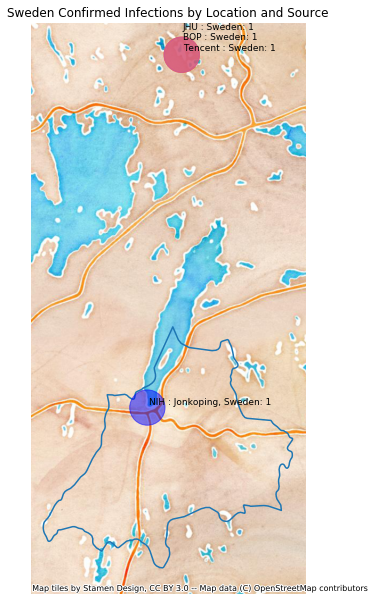 Sweden Confirmed Infections by Location and Source
JHU : Sweden: 1
BOP : Sweden: 1
Tencent : Sweden: 1
NIH : Jonkoping, Sweden: 1
Map tiles by Stamen Design, CC BY 3.0 -- Map data (C) OpenStreetMap contributors